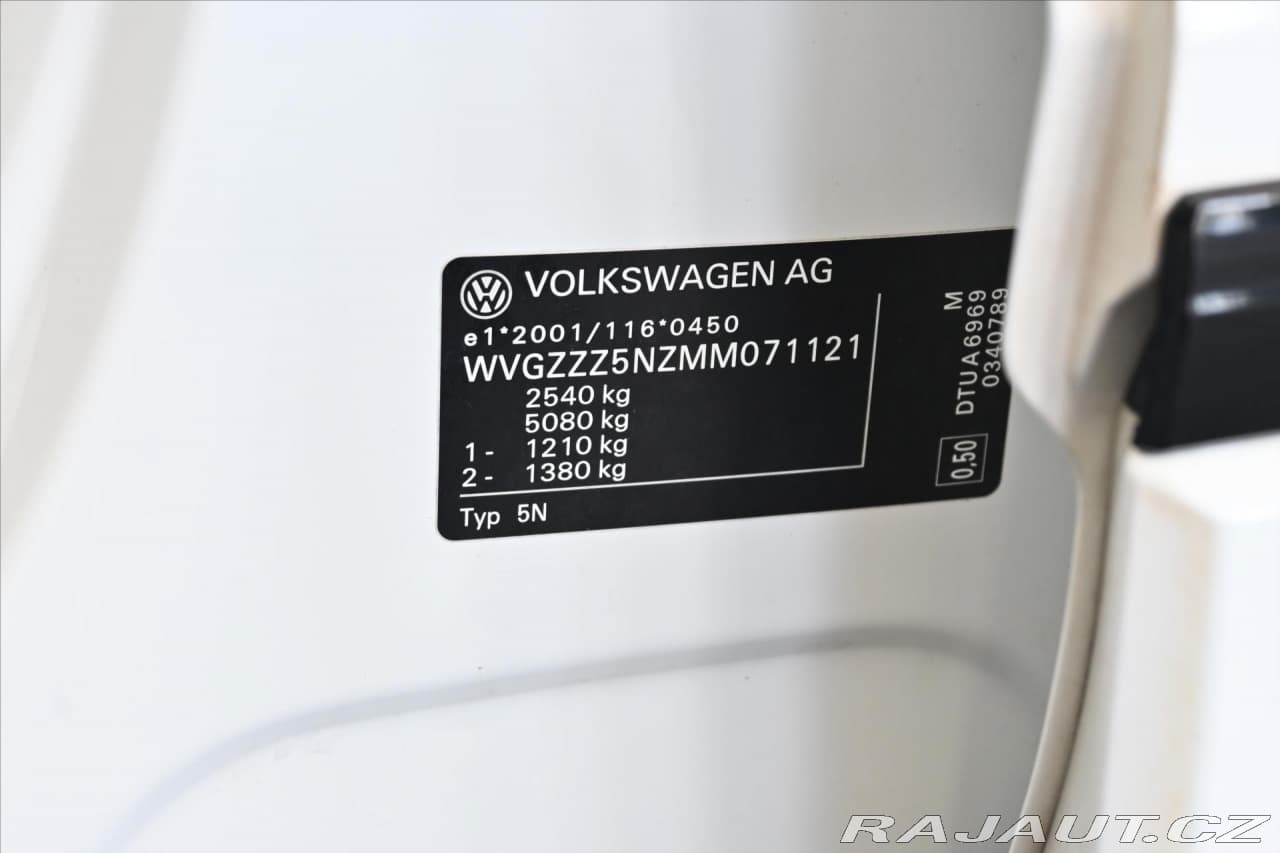 VOLKSWAGEN AG
e1*2001/116*0450
WVGZZZ5NZMM071121
2540 kg
5080 kg
1 - 1210 kg
2 - 1380 kg
Typ 5N
M
DTUA6969
0340789
0,50
RAJAUT.CZ